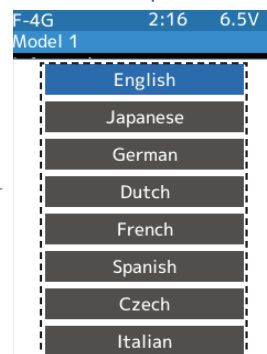 F-4G 2:16 6.5V
Model 1
English
Japanese
German
Dutch
French
Spanish
Czech
Italian